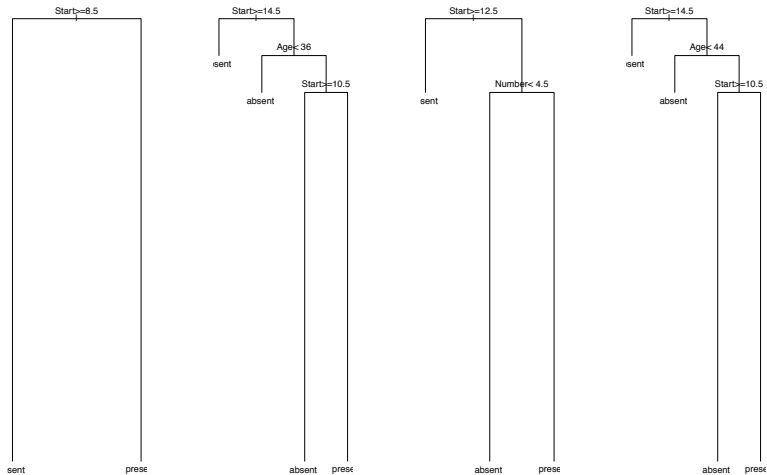 Start>=8.5
sent
prese
Start>=14.5
sent
Age< 36
absent
Start>=10.5
absent
prese
Start>=12.5
sent
Number< 4.5
absent
prese
Start>=14.5
sent
Age< 44
absent
Start>=10.5
absent
prese